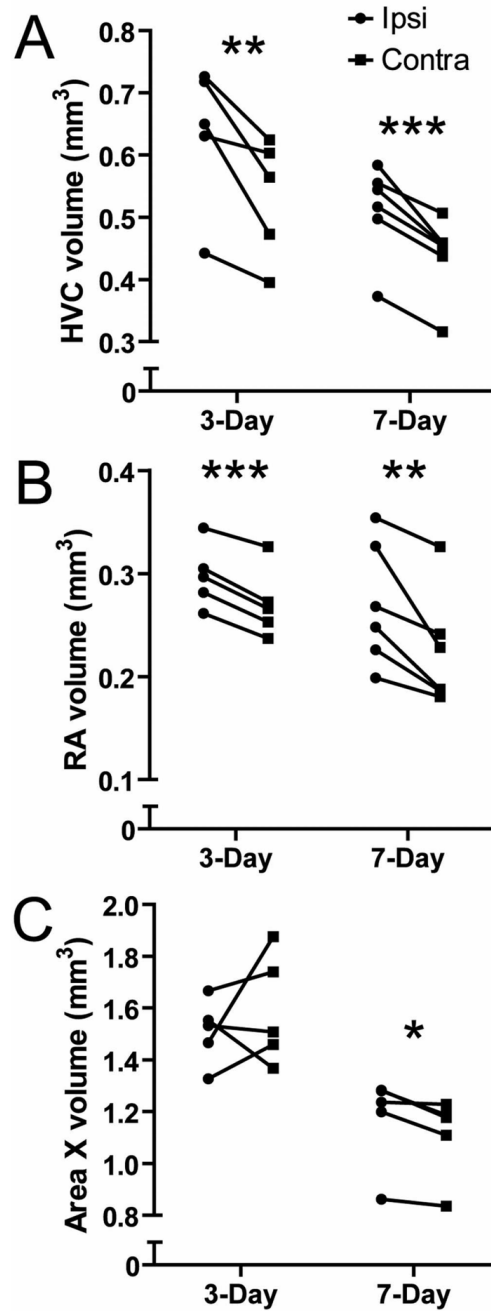 A
Ipsi
Contra
**
***
HVC volume (mm³)
0.8
0.7
0.6
0.5
0.4
0.3
0
3-Day 7-Day
B
***
**
RA volume (mm³)
0.4
0.3
0.2
0.1
0
3-Day 7-Day
C
*
Area X volume (mm³)
2.0
1.8
1.6
1.4
1.2
1.0
0.8
0
3-Day 7-Day